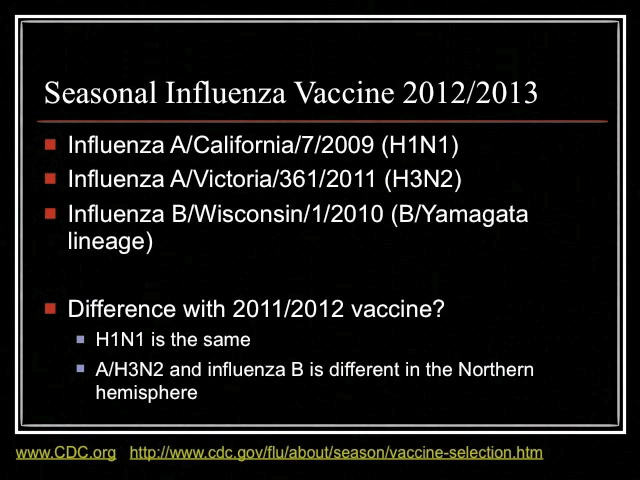 Seasonal Influenza Vaccine 2012/2013
Influenza A/California/7/2009 (H1N1)
Influenza A/Victoria/361/2011 (H3N2)
Influenza B/Wisconsin/1/2010 (B/Yamagata
lineage)
Difference with 2011/2012 vaccine?
H1N1 is the same
A/H3N2 and influenza B is different in the Northern
hemisphere
www.CDC.org http://www.cdc.gov/flu/about/season/vaccine-selection.htm